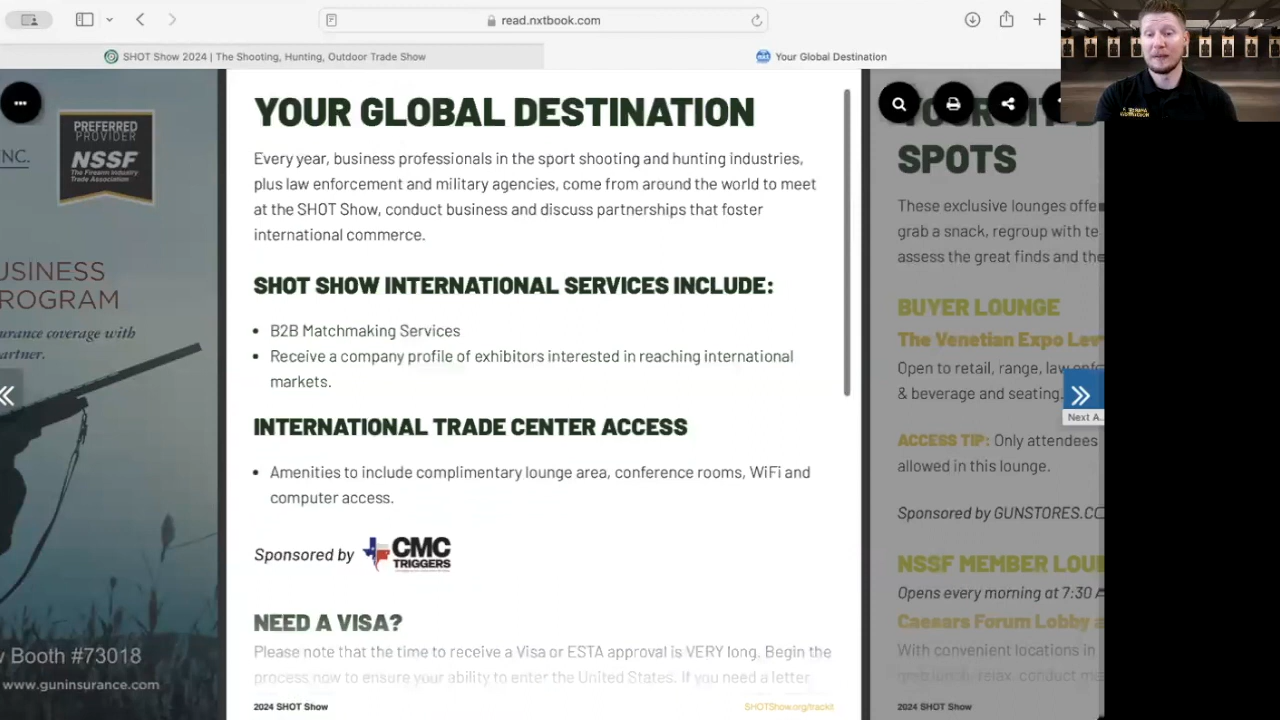 read.nxtbook.com
SHOT Show 2024 | The Shooting, Hunting, Outdoor Trade Show
Your Global Destination
PREFERRED
PROVIDER
NSSF
The Firearm Industry
Trade Association
INC.
USINESS
ROGRAM
urance coverage with
artner.
w Booth #73018
www.guninsurance.com
YOUR GLOBAL DESTINATION
Every year, business professionals in the sport shooting and hunting industries,
plus law enforcement and military agencies, come from around the world to meet
at the SHOT Show, conduct business and discuss partnerships that foster
international commerce.
SHOT SHOW INTERNATIONAL SERVICES INCLUDE:
• B2B Matchmaking Services
• Receive a company profile of exhibitors interested in reaching international
markets.
INTERNATIONAL TRADE CENTER ACCESS
• Amenities to include complimentary lounge area, conference rooms, WiFi and
computer access.
Sponsored by CMC
TRIGGERS
NEED A VISA?
Please note that the time to receive a Visa or ESTA approval is VERY long. Begin the
process now to ensure your ability to enter the United States. If you need a letter
2024 SHOT Show
SHOTShow.org/trackit
SPOTS
These exclusive lounges offe
grab a snack, regroup with te
assess the great finds and the
BUYER LOUNGE
The Venetian Expo Lev
Open to retail, range, law enfo
& beverage and seating.
Next A..
ACCESS TIP: Only attendees
allowed in this lounge.
Sponsored by GUNSTORES.CO
NSSF MEMBER LOU
Opens every morning at 7:30 A
Caesars Forum Lobby a
With convenient locations in
2024 SHOT Show